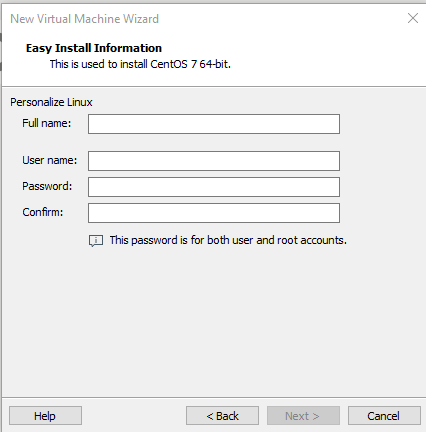 New Virtual Machine Wizard
Easy Install Information
This is used to install CentOS 7 64-bit.
Personalize Linux
Full name:
User name:
Password:
Confirm:
This password is for both user and root accounts.
Help
< Back
Next >
Cancel